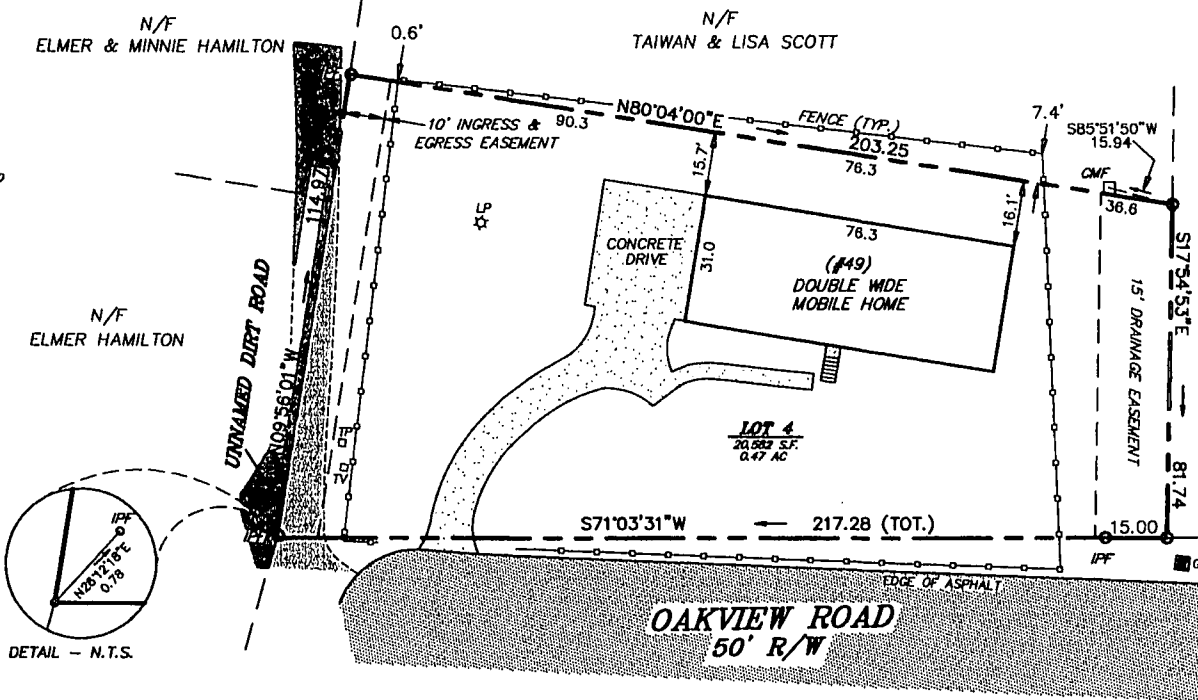 N/F
ELMER & MINNIE HAMILTON
N/F
TAIWAN & LISA SCOTT
0.6'
10' INGRESS &
EGRESS EASEMENT
90.3
N80°04'00"E
FENCE (TYP.)
203.25
76.3
7.4'
S85°51'50"W
15.94
CMF
36.6
114.97
LP
15.7'
16.1'
CONCRETE
DRIVE
31.0
76.3
(#49)
DOUBLE WIDE
MOBILE HOME
S17°54'53"E
81.74
15' DRAINAGE EASEMENT
N/F
ELMER HAMILTON
UNNAMED DIRT ROAD
N09°56'01"W
TP
TV
LOT 4
20,582 S.F.
0.47 AC
IPF
S71°03'31"W
217.28 (TOT.)
15.00
IPF
EDGE OF ASPHALT
OAKVIEW ROAD
50' R/W
IPF
N28°12'18"E
0.78
DETAIL - N.T.S.